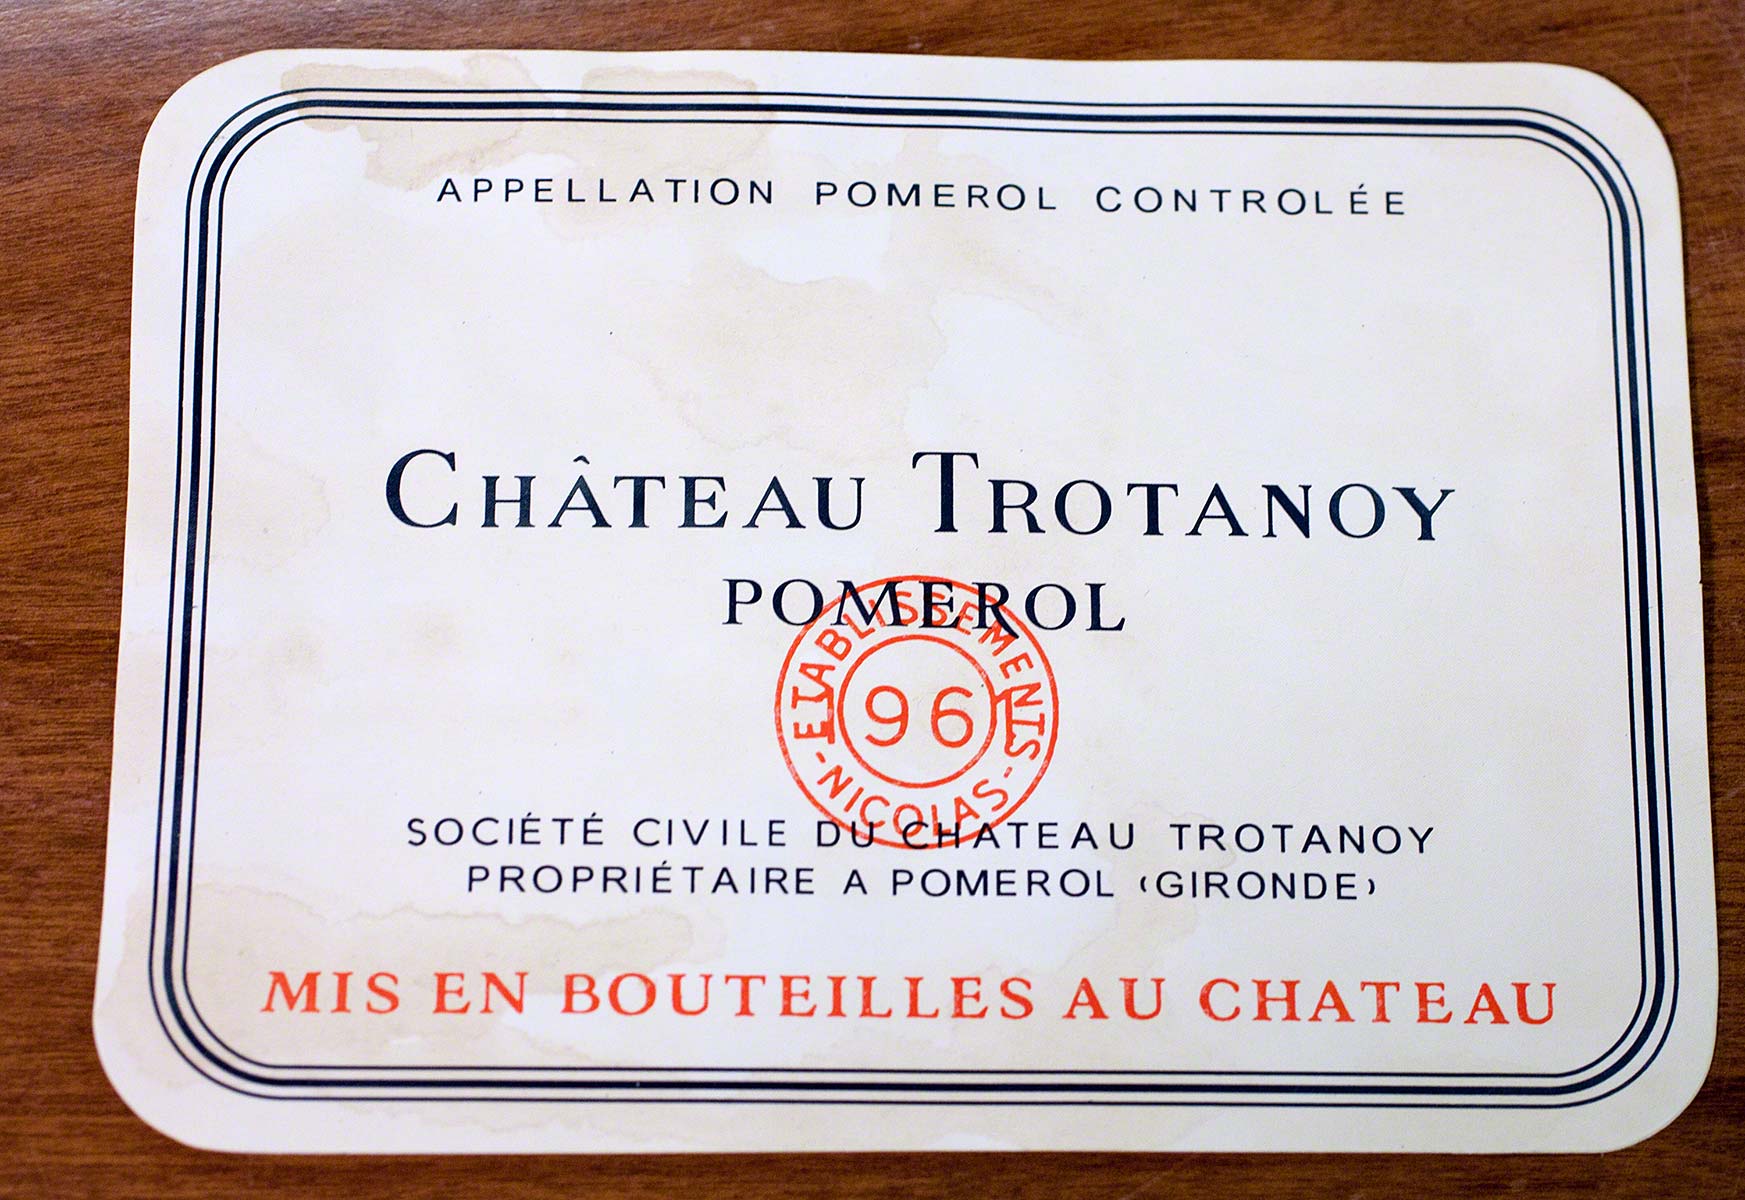 APPELLATION POMEROL CONTROLÉE
CHÂTEAU TROTANOY
POMEROL
ETABLISSEMENTS
1961
- NICOLAS -
SOCIÉTÉ CIVILE DU CHATEAU TROTANOY
PROPRIÉTAIRE A POMEROL (GIRONDE)
MIS EN BOUTEILLES AU CHATEAU